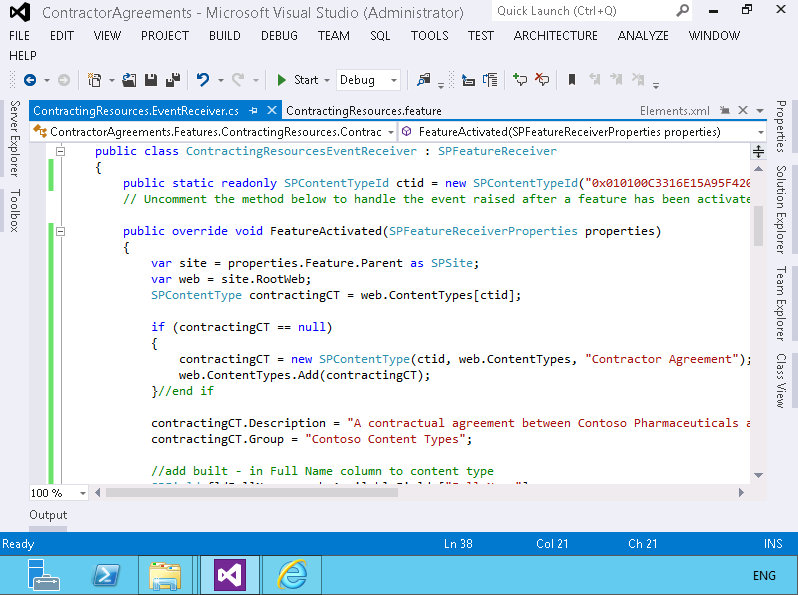 ContractorAgreements - Microsoft Visual Studio (Administrator)
Quick Launch (Ctrl+Q)
FILE EDIT VIEW PROJECT BUILD DEBUG TEAM SQL TOOLS TEST ARCHITECTURE ANALYZE WINDOW
HELP
Start Debug
Server Explorer
Toolbox
ContractingResources.EventReceiver.cs
ContractingResources.feature
Elements.xml
ContractorAgreements.Features.ContractingResources.Contrac
FeatureActivated(SPFeatureReceiverProperties properties)
public class ContractingResourcesEventReceiver : SPFeatureReceiver
{
public static readonly SPContentTypeId ctid = new SPContentTypeId("0x010100C3316E15A95F420
// Uncomment the method below to handle the event raised after a feature has been activate
public override void FeatureActivated(SPFeatureReceiverProperties properties)
{
var site = properties.Feature.Parent as SPSite;
var web = site.RootWeb;
SPContentType contractingCT = web.ContentTypes[ctid];
if (contractingCT == null)
{
contractingCT = new SPContentType(ctid, web.ContentTypes, "Contractor Agreement");
web.ContentTypes.Add(contractingCT);
}//end if
contractingCT.Description = "A contractual agreement between Contoso Pharmaceuticals a
contractingCT.Group = "Contoso Content Types";
//add built - in Full Name column to content type
100 %
Properties
Solution Explorer
Team Explorer
Class View
Output
Ready
Ln 38
Col 21
Ch 21
INS
ENG